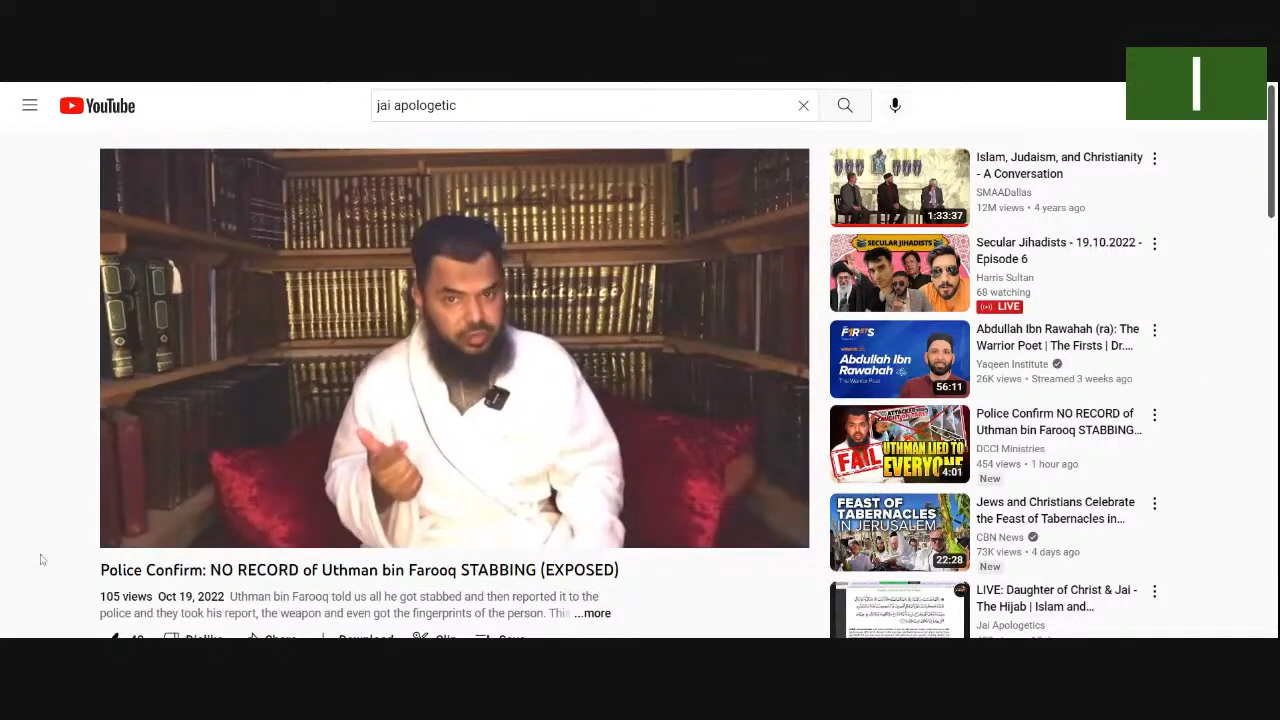 YouTube
jai apologetic
Police Confirm: NO RECORD of Uthman bin Farooq STABBING (EXPOSED)
105 views Oct 19, 2022 Uthman bin Farooq told us all he got stabbed and then reported it to the
police and they took his report, the weapon and even got the fingerprints of the person. This ...more
1:33:37
Islam, Judaism, and Christianity
- A Conversation
SMAADallas
12M views • 4 years ago
SECULAR JIHADISTS
Secular Jihadists - 19.10.2022 -
Episode 6
Harris Sultan
68 watching
LIVE
Abdullah Ibn
Rawahah (ra)
The Warrior Poet
56:11
Abdullah Ibn Rawahah (ra): The
Warrior Poet | The Firsts | Dr....
Yaqeen Institute
26K views • Streamed 3 weeks ago
FAIL
UTHMAN LIED TO
EVERYONE
4:01
Police Confirm NO RECORD of
Uthman bin Farooq STABBING...
DCCI Ministries
454 views • 1 hour ago
New
FEAST OF
TABERNACLES
IN JERUSALEM
22:28
Jews and Christians Celebrate
the Feast of Tabernacles in...
CBN News
73K views • 4 days ago
New
LIVE: Daughter of Christ & Jai -
The Hijab | Islam and...
Jai Apologetics